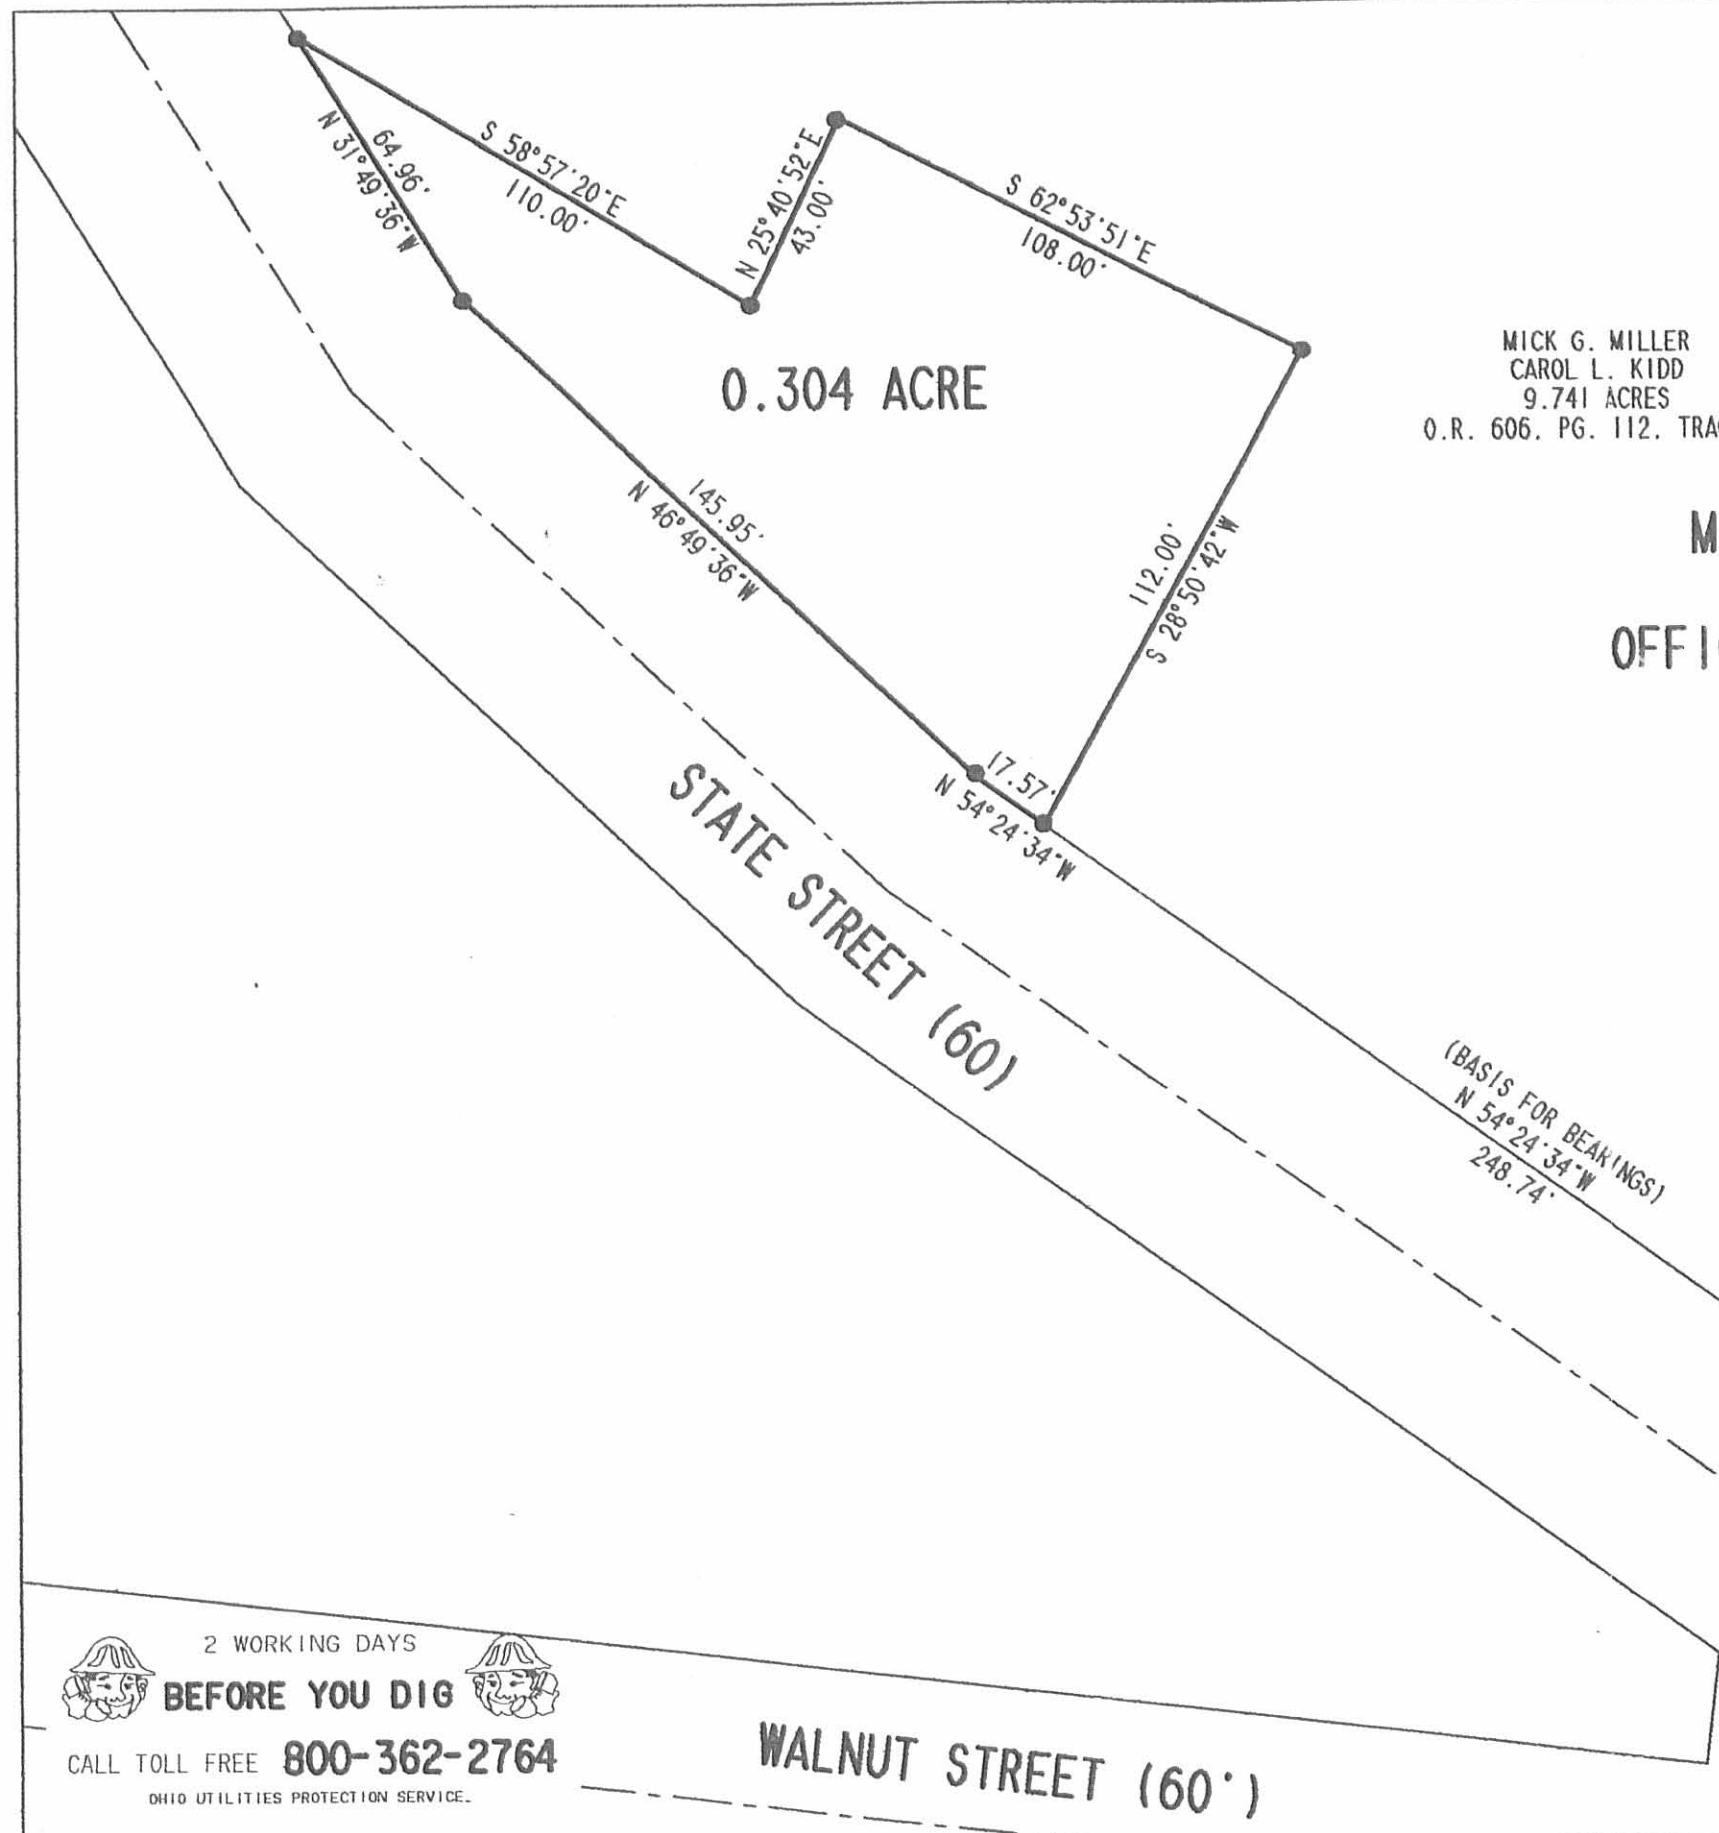 64.96'
N 31°49'36"W
S 58°57'20"E
110.00'
N 25°40'52"E
43.00'
S 62°53'51"E
108.00'
0.304 ACRE
MICK G. MILLER
CAROL L. KIDD
9.741 ACRES
O.R. 606, PG. 112,
145.95'
N 46°49'36"W
112.00'
S 28°50'42"W
17.57'
N 54°24'34"W
STATE STREET (60)
(BASIS FOR BEARINGS)
N 54°24'34"W
248.74'
2 WORKING DAYS
BEFORE YOU DIG
CALL TOLL FREE 800-362-2764
OHIO UTILITIES PROTECTION SERVICE.
WALNUT STREET (60')